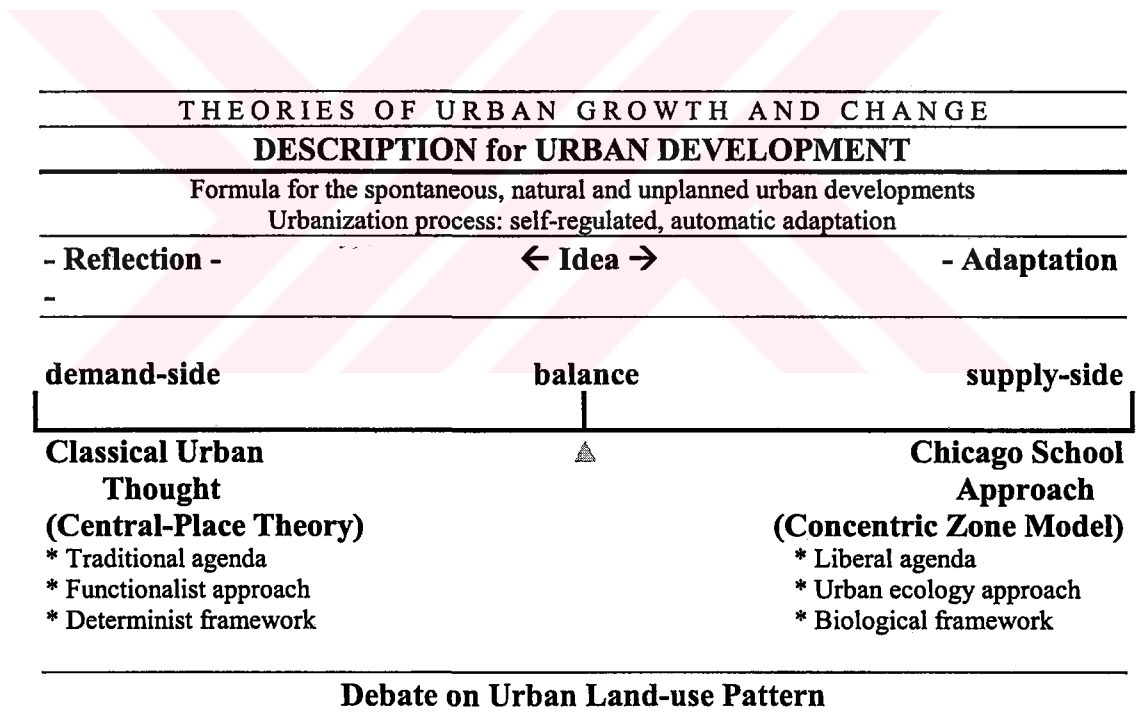 THEORIES OF URBAN GROWTH AND CHANGE
DESCRIPTION for URBAN DEVELOPMENT
Formula for the spontaneous, natural and unplanned urban developments
Urbanization process: self-regulated, automatic adaptation
- Reflection - ← Idea → - Adaptation
-
demand-side balance supply-side
Classical Urban Chicago School
Thought Approach
(Central-Place Theory) (Concentric Zone Model)
* Traditional agenda * Liberal agenda
* Functionalist approach * Urban ecology approach
* Determinist framework * Biological framework
Debate on Urban Land-use Pattern